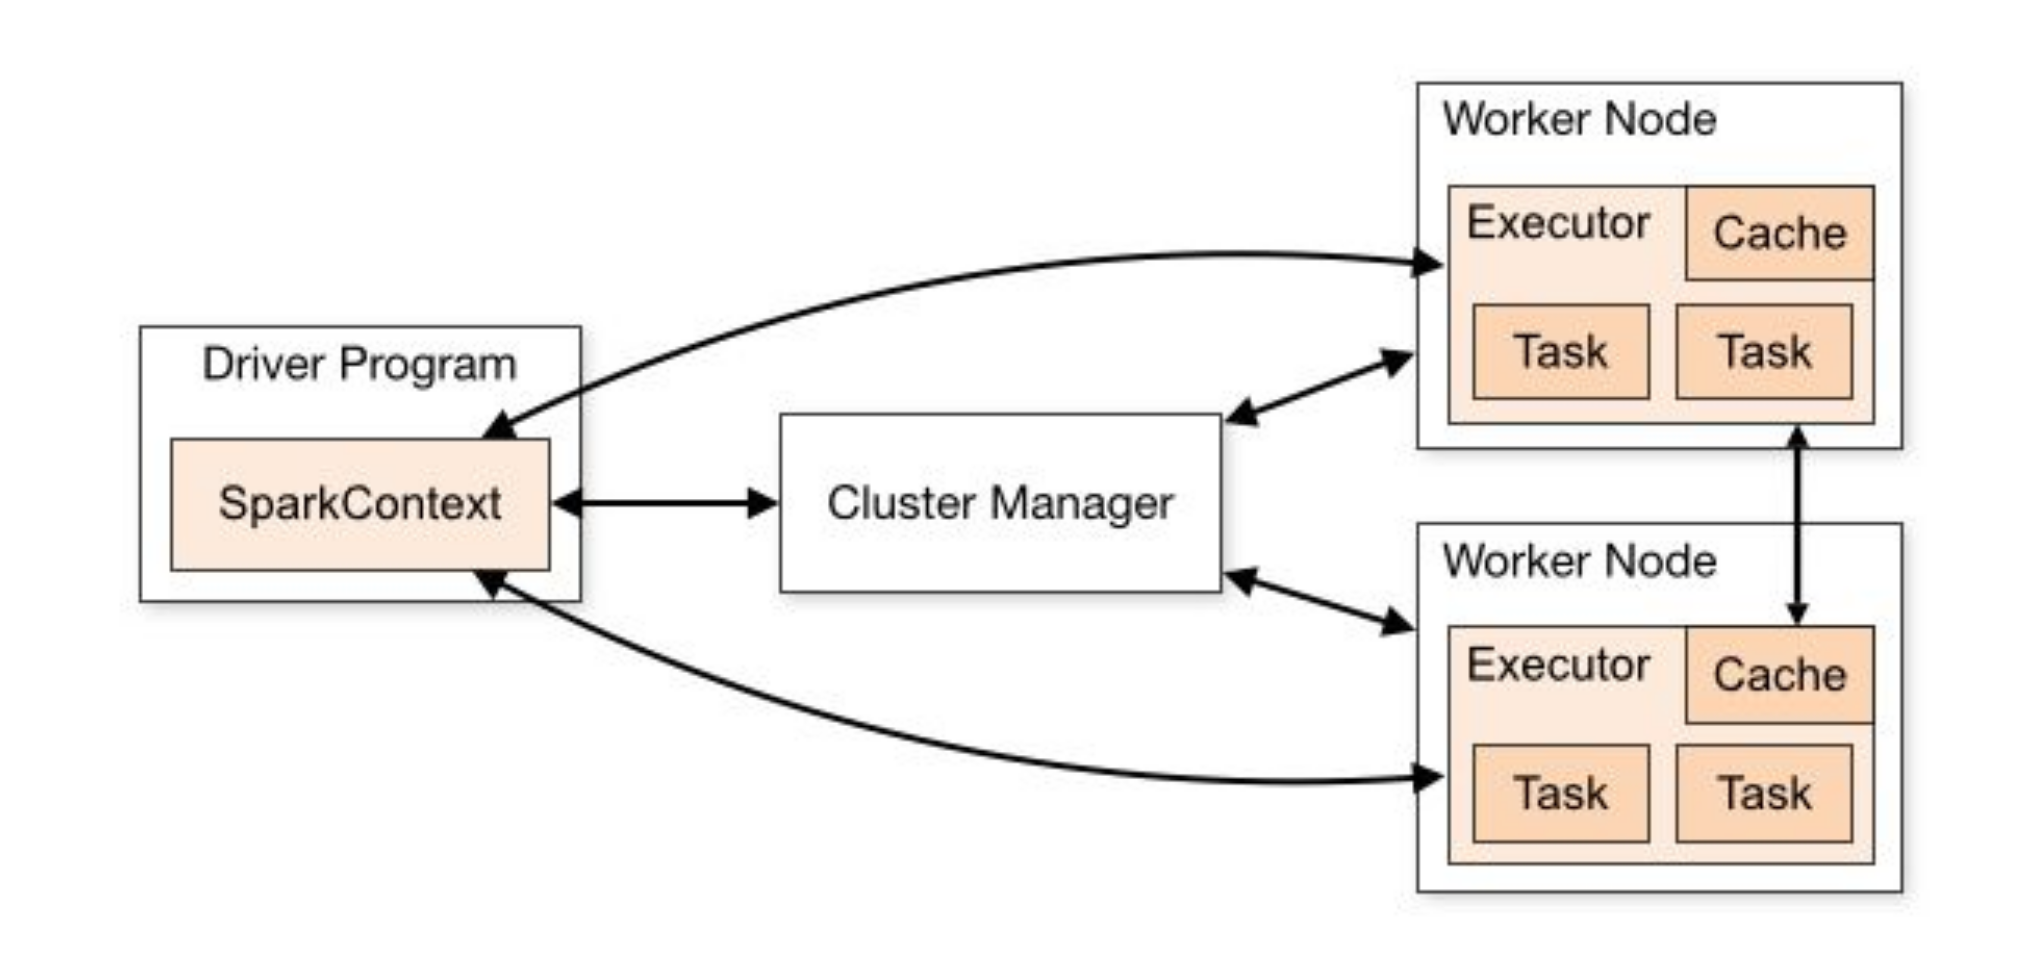 Driver Program
SparkContext
Cluster Manager
Worker Node
Executor
Cache
Task
Task
Worker Node
Executor
Cache
Task
Task